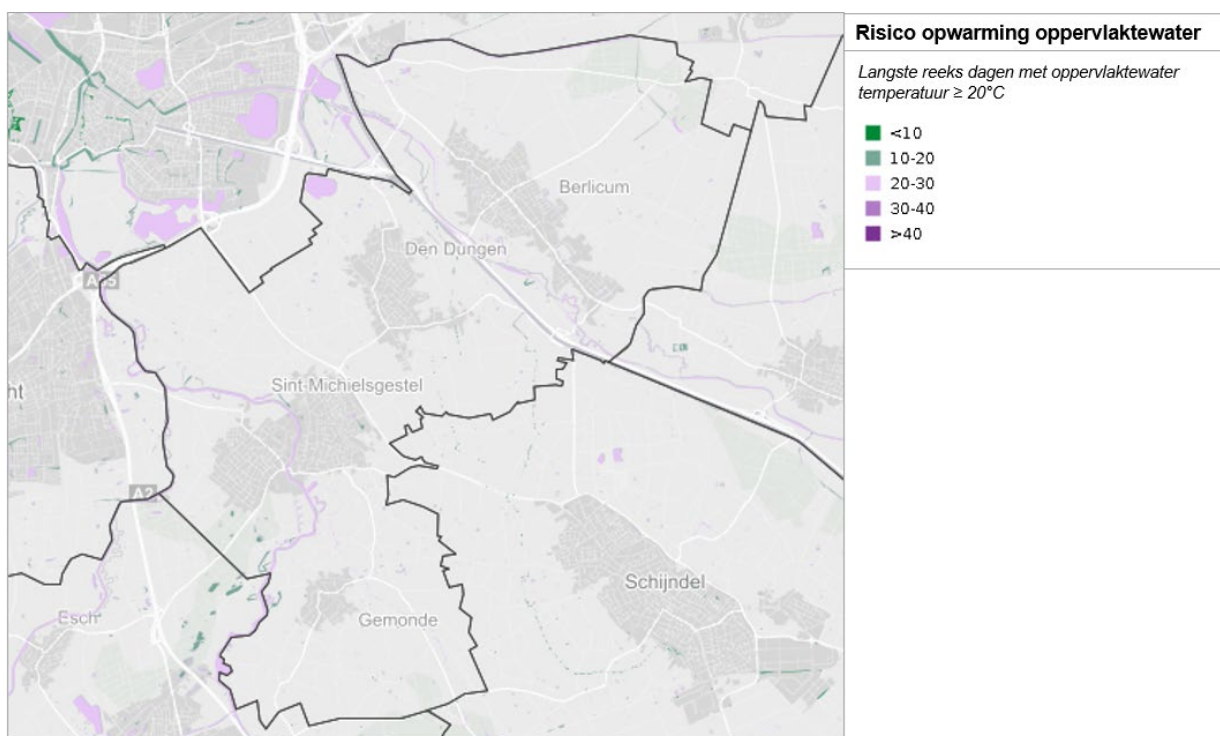 Risico opwarming oppervlaktewater
Langste reeks dagen met oppervlaktewater
temperatuur ≥ 20°C
<10
10-20
20-30
30-40
>40
Berlicum
Den Dungen
Sint-Michielsgestel
ht
A2
Schijndel
Esch
Gemonde